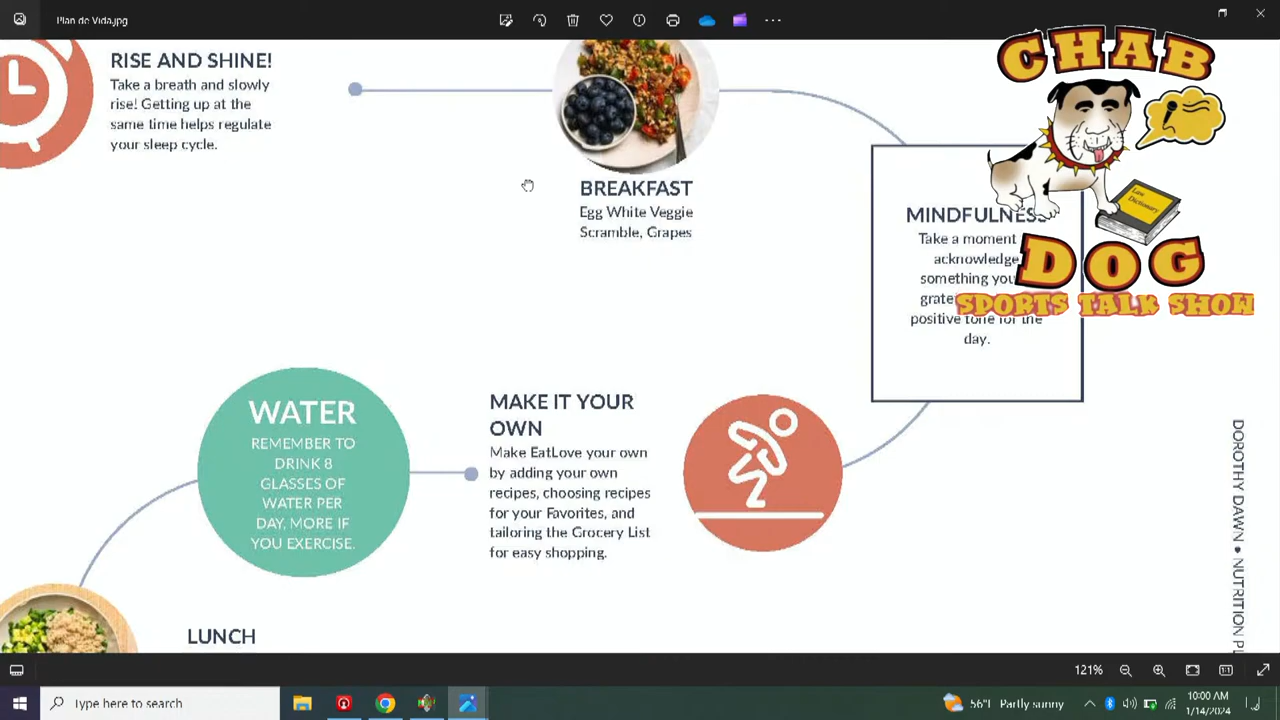 Plan de Vida.jpg
RISE AND SHINE!
Take a breath and slowly
rise! Getting up at the
same time helps regulate
your sleep cycle.
BREAKFAST
Egg White Veggie
Scramble, Grapes
MINDFULNESS
Take a moment
acknowledge
something you
grate
positive tone for the
day.
CHAB
Law
Dictionary
DOG
SPORTS TALK SHOW
WATER
REMEMBER TO
DRINK 8
GLASSES OF
WATER PER
DAY, MORE IF
YOU EXERCISE.
MAKE IT YOUR
OWN
Make EatLove your own
by adding your own
recipes, choosing recipes
for your Favorites, and
tailoring the Grocery List
for easy shopping.
LUNCH
DOROTHY DAWN • NUTRITION
121%
Type here to search
56°F Partly sunny
10:00 AM
1/14/2024